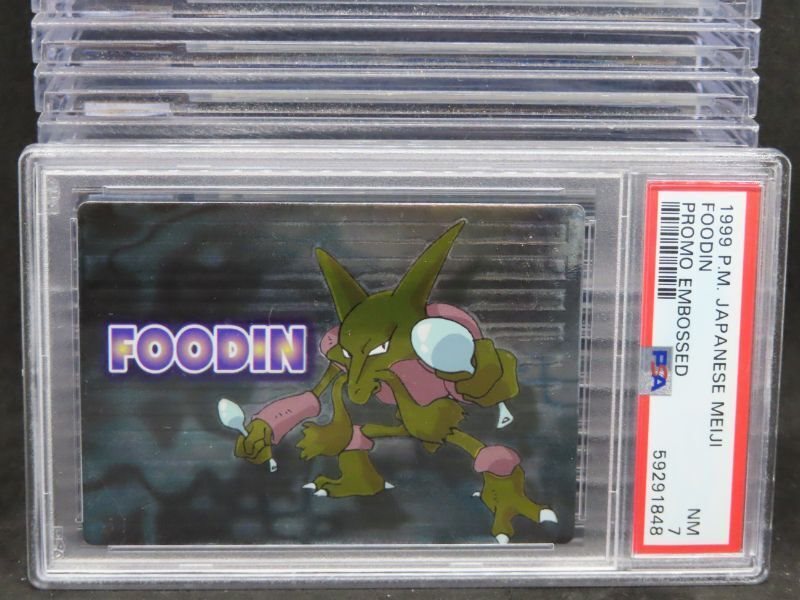 FOODIN
1999 P.M. JAPANESE MEIJI
FOODIN
PROMO EMBOSSED
PSA
NM
7
59291848